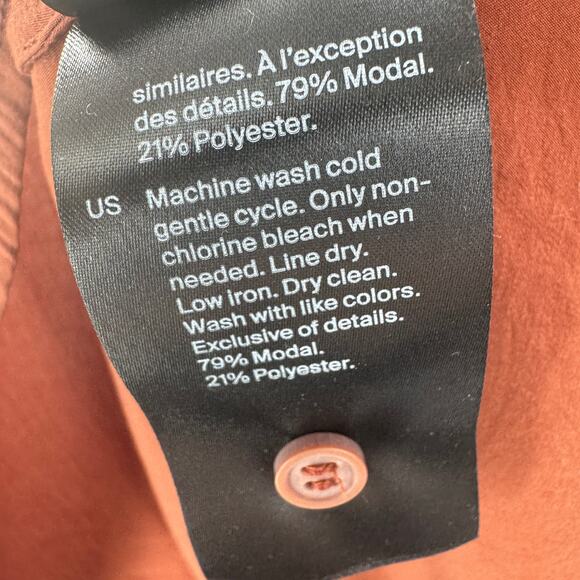 similaires. À l'exception
des détails. 79% Modal.
21% Polyester.
US Machine wash cold
gentle cycle. Only non-
chlorine bleach when
needed. Line dry.
Low iron. Dry clean.
Wash with like colors.
Exclusive of details.
79% Modal.
21% Polyester.